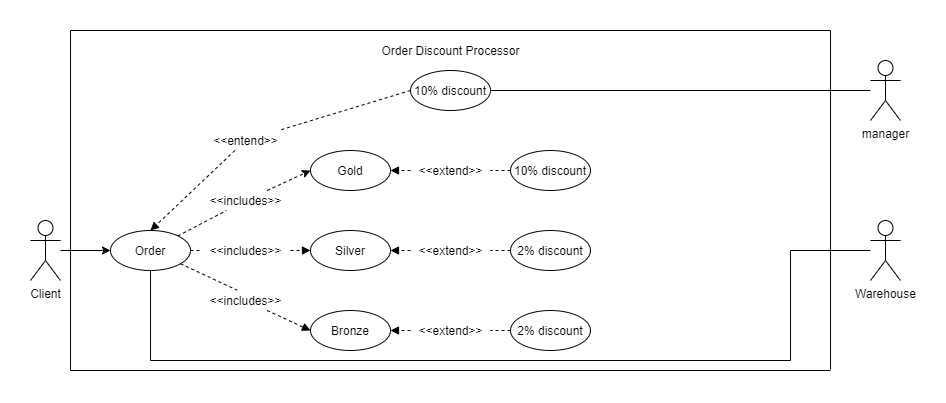 Order Discount Processor
10% discount
manager
<<entend>>
Gold
<<extend>>
10% discount
<<includes>>
Client
Order
<<includes>>
Silver
<<extend>>
2% discount
Warehouse
<<includes>>
Bronze
<<extend>>
2% discount